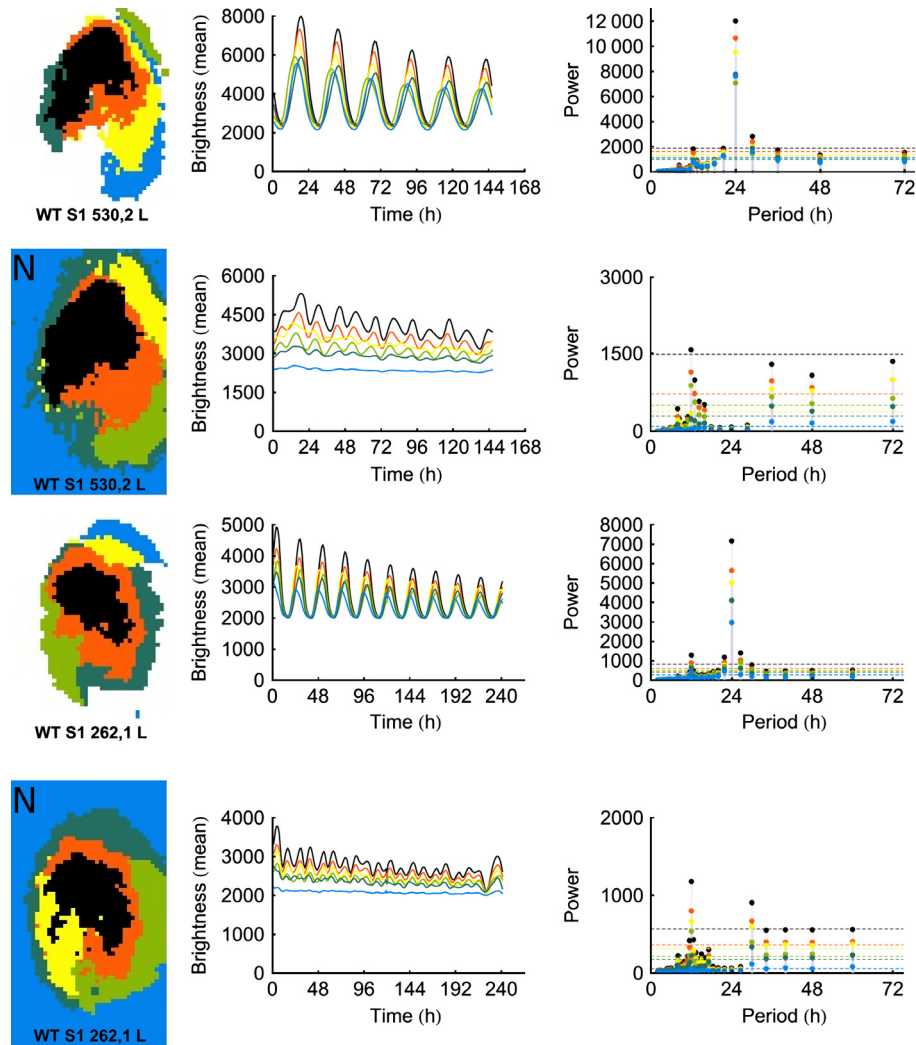 WT S1 530,2 L
Brightness (mean)
8000
6000
4000
2000
0
0 24 48 72 96 120 144 168
Time (h)
Power
12 000
10 000
8000
6000
4000
2000
0
0 24 48 72
Period (h)
N
WT S1 530,2 L
Brightness (mean)
6000
4500
3000
1500
0
0 24 48 72 96 120 144 168
Time (h)
Power
3000
1500
0
0 24 48 72
Period (h)
WT S1 262,1 L
Brightness (mean)
5000
4000
3000
2000
1000
0
0 48 96 144 192 240
Time (h)
Power
8000
7000
6000
5000
4000
3000
2000
1000
0
0 24 48 72
Period (h)
N
WT S1 262,1 L
Brightness (mean)
4000
3000
2000
1000
0
0 48 96 144 192 240
Time (h)
Power
2000
1000
0
0 24 48 72
Period (h)